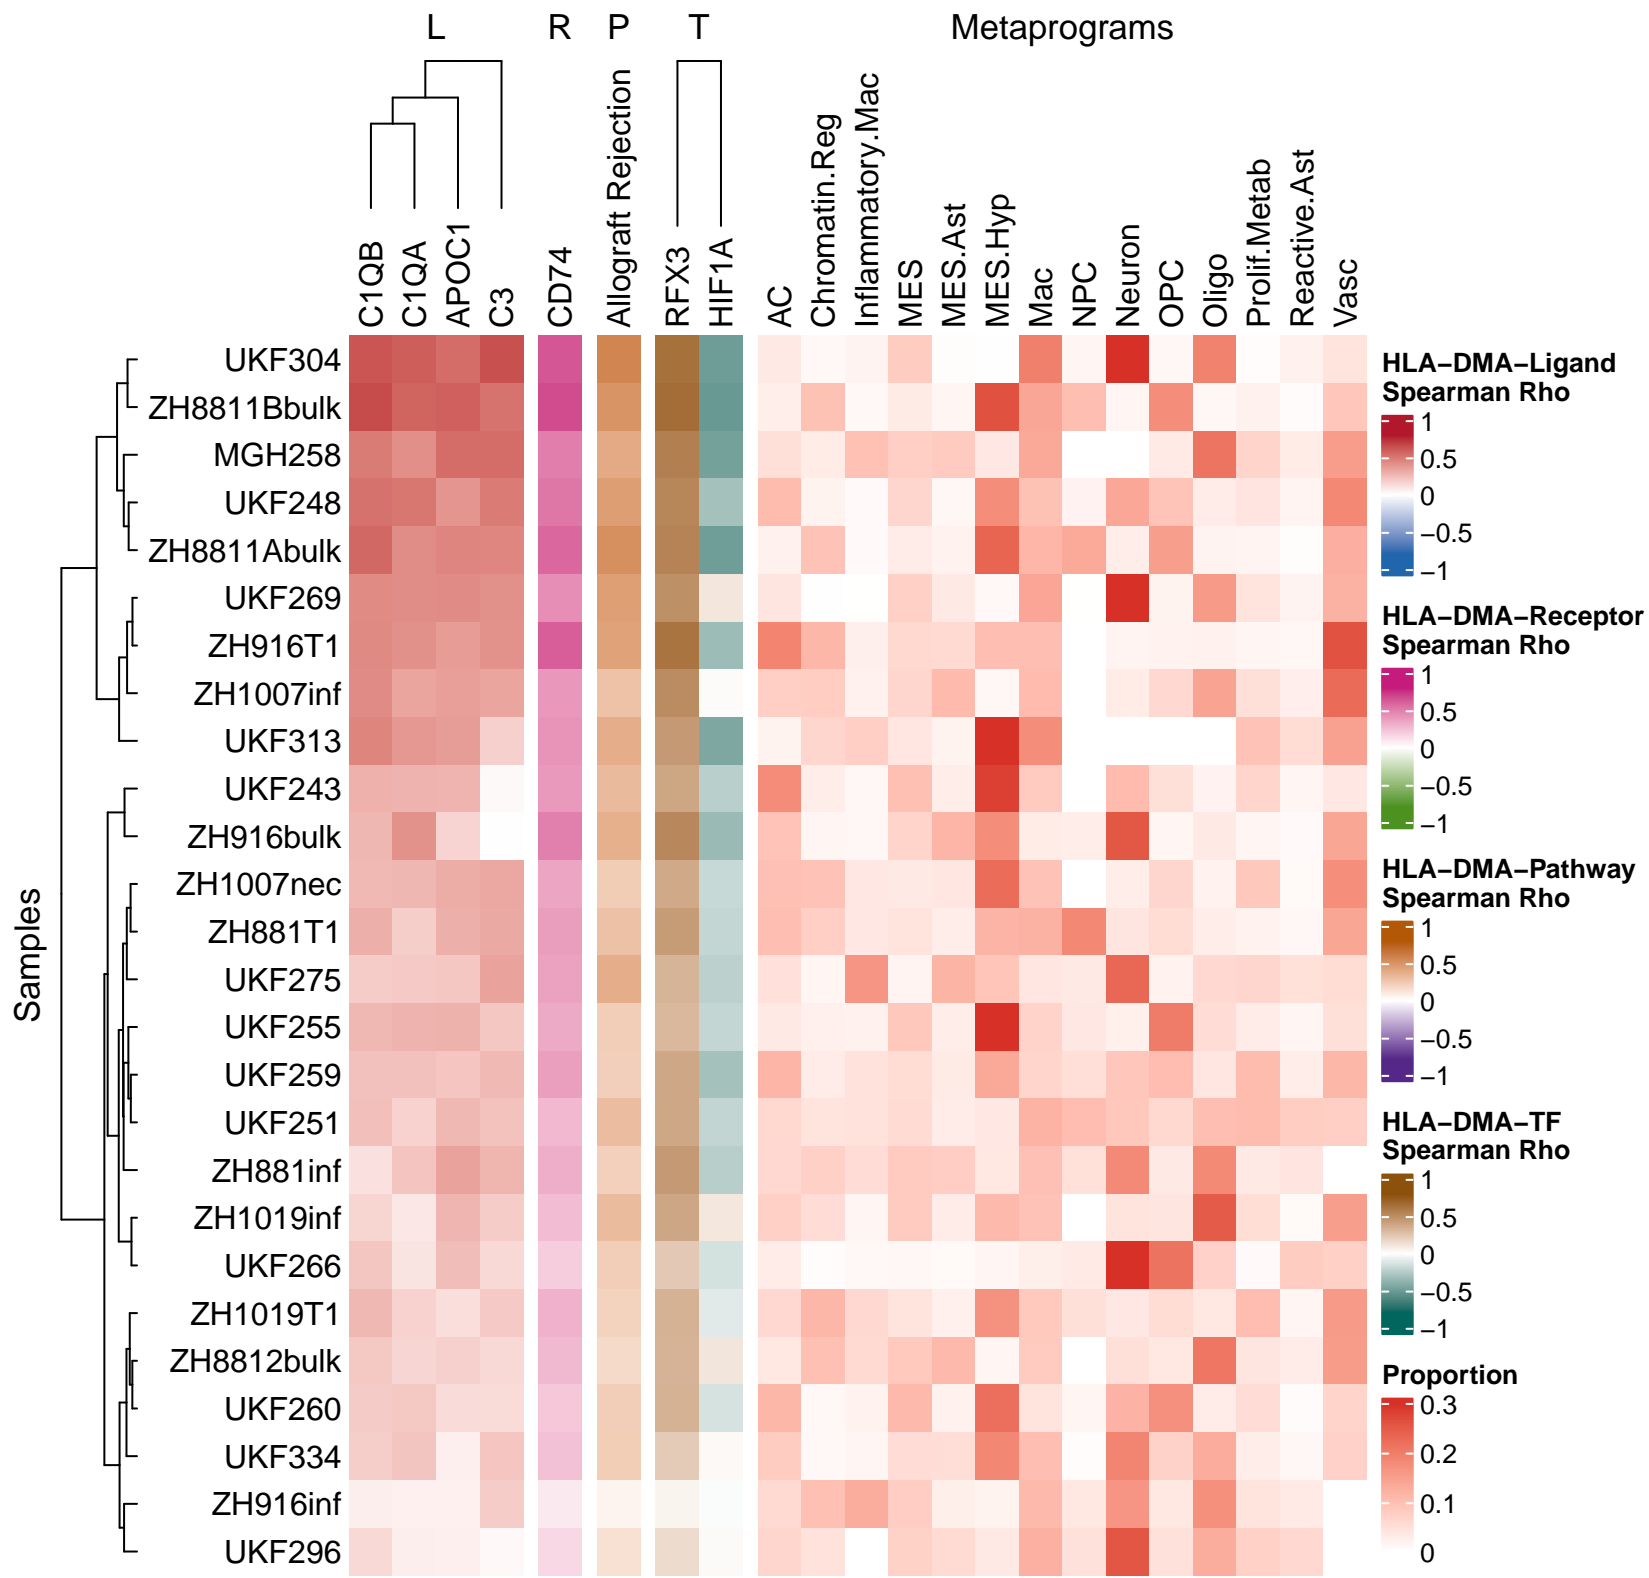 L R P T Metaprograms
C1QB
C1QA
APOC1
C3
CD74
Allograft Rejection
RFX3
HIF1A
AC
Chromatin.Reg
Inflammatory.Mac
MES
MES.Ast
MES.Hyp
Mac
NPC
Neuron
OPC
Oligo
Prolif.Metab
Reactive.Ast
Vasc
Samples
UKF304
ZH8811Bbulk
MGH258
UKF248
ZH8811Abulk
UKF269
ZH916T1
ZH1007inf
UKF313
UKF243
ZH916bulk
ZH1007nec
ZH881T1
UKF275
UKF255
UKF259
UKF251
ZH881inf
ZH1019inf
UKF266
ZH1019T1
ZH8812bulk
UKF260
UKF334
ZH916inf
UKF296
HLA−DMA−Ligand
Spearman Rho
1
0.5
0
−0.5
−1
HLA−DMA−Receptor
Spearman Rho
1
0.5
0
−0.5
−1
HLA−DMA−Pathway
Spearman Rho
1
0.5
0
−0.5
−1
HLA−DMA−TF
Spearman Rho
1
0.5
0
−0.5
−1
Proportion
0.3
0.2
0.1
0